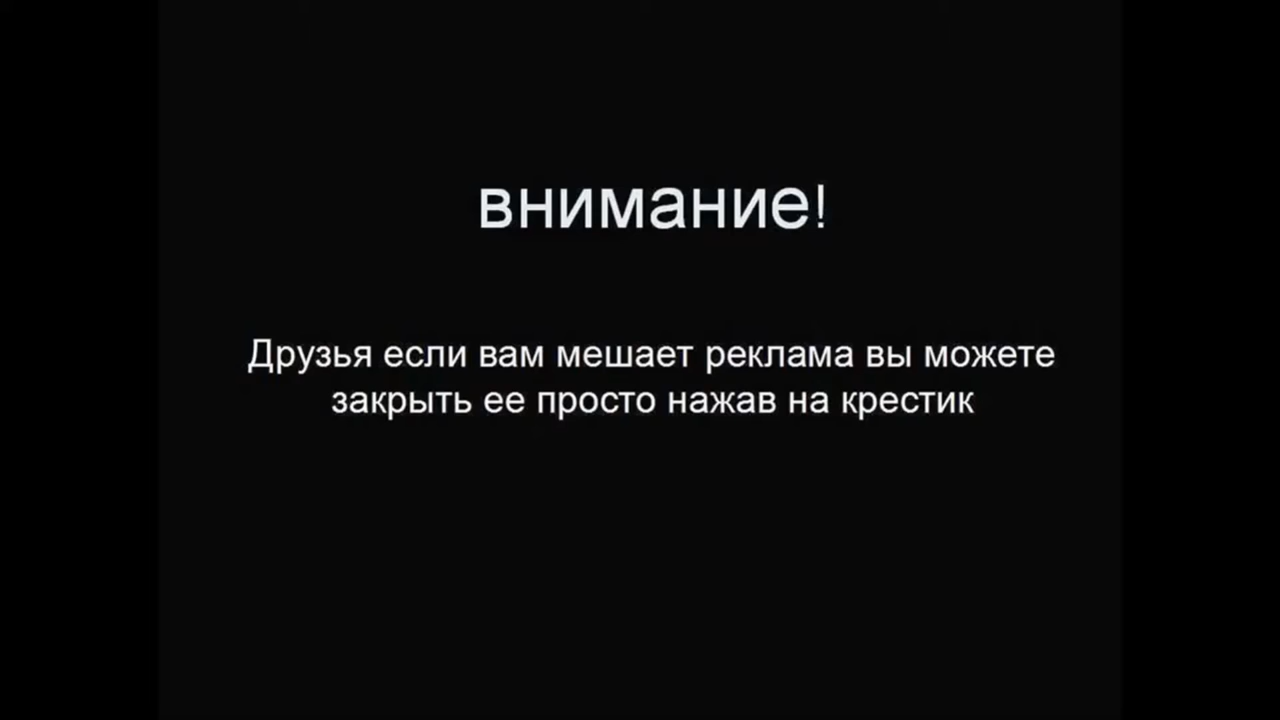 внимание!
Друзья если вам мешает реклама вы можете
закрыть ее просто нажав на крестик